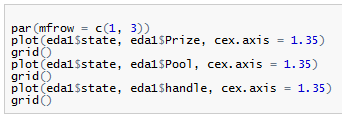 par(mfrow = c(1, 3))
plot(eda1$state, eda1$Prize, cex.axis = 1.35)
grid()
plot(eda1$state, eda1$Pool, cex.axis = 1.35)
grid()
plot(eda1$state, eda1$handle, cex.axis = 1.35)
grid()